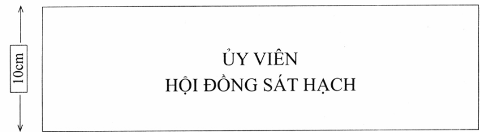 10cm
ỦY VIÊN
HỘI ĐỒNG SÁT HẠCH